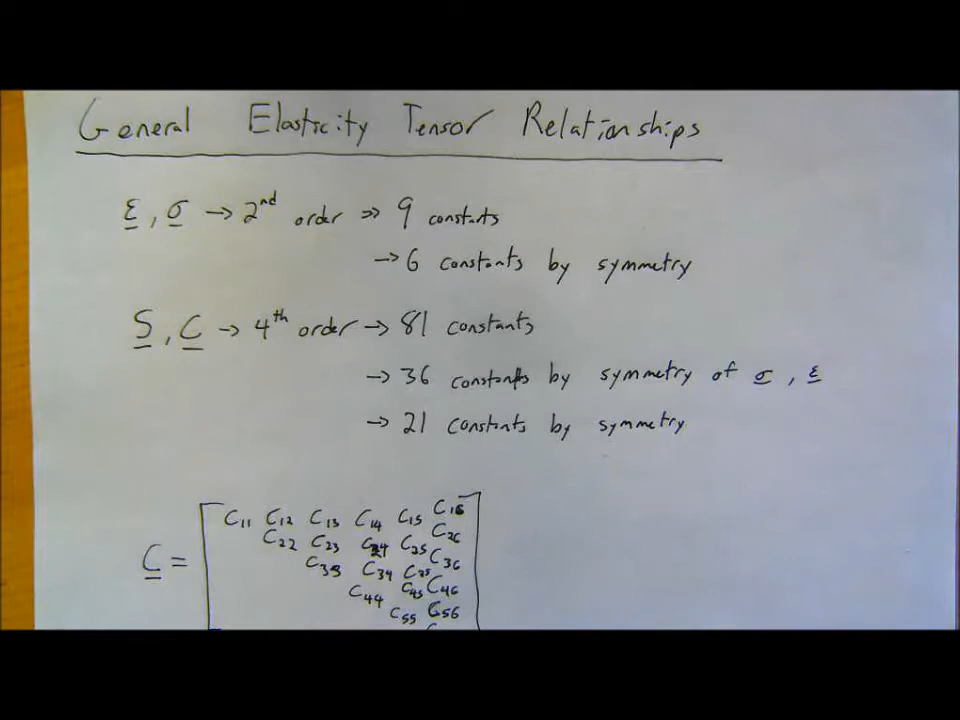 General Elasticity Tensor Relationships
ε, σ → 2nd order ⇒ 9 constants
→ 6 constants by symmetry
S, C → 4th order → 81 constants
→ 36 constants by symmetry of σ, ε
→ 21 constants by symmetry
C11 C12 C13 C14 C15 C16
C22 C23 C24 C25 C26
C = C33 C34 C35 C36
C44 C45 C46
C55 C56